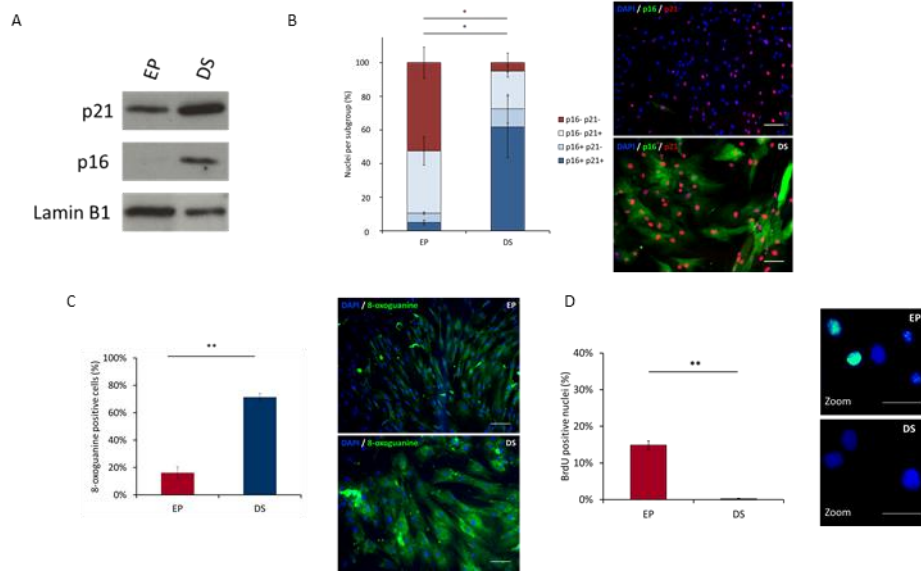 A
EP DS
p21
p16
Lamin B1
B
* 
*
Nuclei per subgroup (%)
100
80
60
40
20
0
EP DS
p16- p21-
p16- p21+
p16+ p21-
p16+ p21+
DAPI / p16 / p21
DAPI / p16 / p21 DS
C
8-oxoguanine positive cells (%)
100%
80%
60%
40%
20%
0%
**
EP DS
DAPI / 8-oxoguanine EP
DAPI / 8-oxoguanine DS
D
BrdU positive nuclei (%)
40%
30%
20%
10%
0%
**
EP DS
EP
Zoom
DS
Zoom